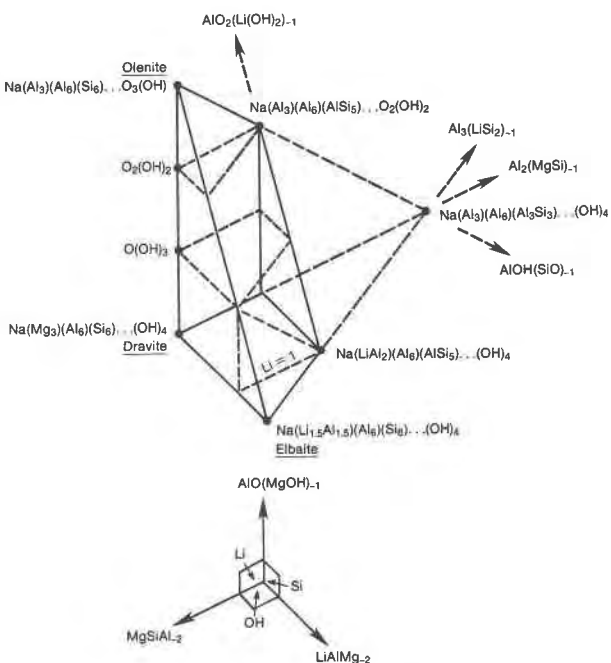 AlO₂(Li(OH)₂)₋₁
Olenite
Na(Al₃)(Al₆)(Si₆)...O₃(OH)
Na(Al₃)(Al₆)(AlSi₅)...O₂(OH)₂
Al₃(LiSi₂)₋₁
O₂(OH)₂
Al₂(MgSi)₋₁
Na(Al₃)(Al₆)(Al₃Si₃)...(OH)₄
O(OH)₃
AlOH(SiO)₋₁
Na(Mg₃)(Al₆)(Si₆)...(OH)₄
Dravite
Na(LiAl₂)(Al₆)(AlSi₅)...(OH)₄
Li = 1
Na(Li₁.₅Al₁.₅)(Al₆)(Si₆)...(OH)₄
Elbaite
AlO(MgOH)₋₁
Li
Si
OH
MgSiAl₋₂
LiAlMg₋₂